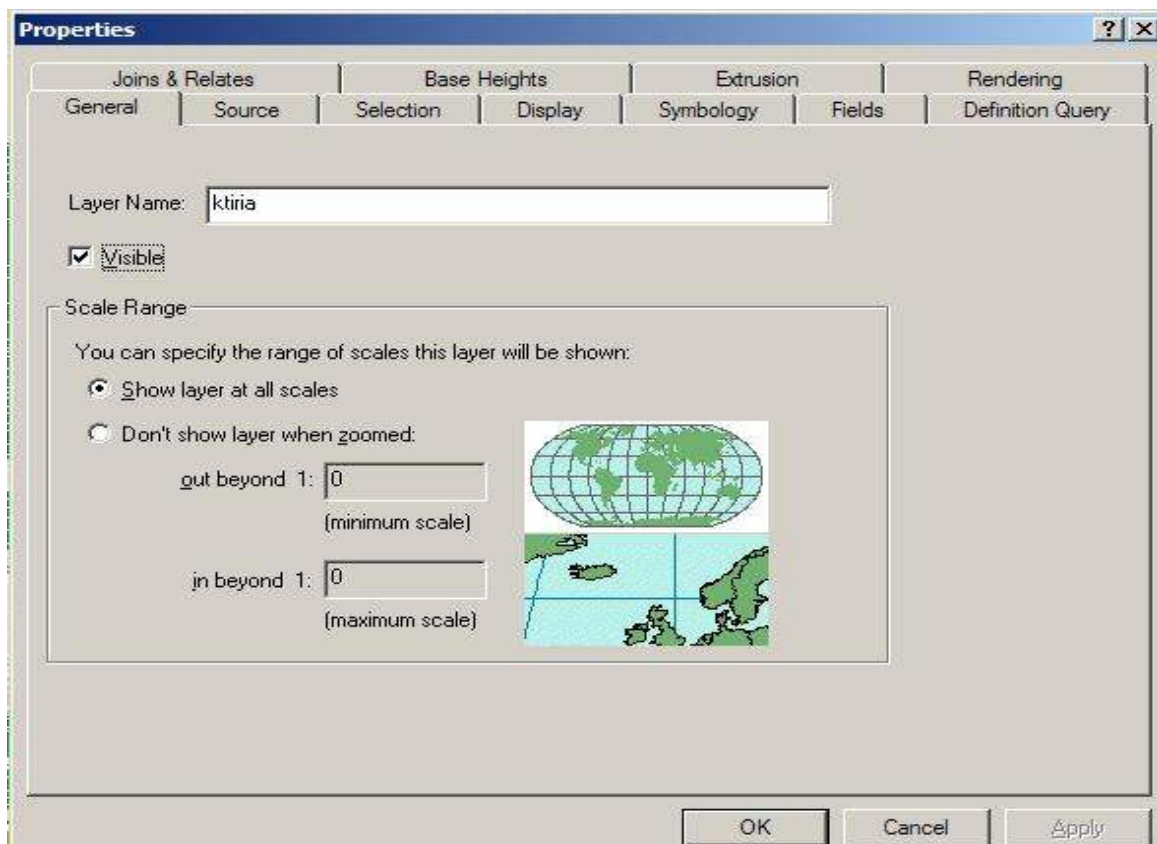 Properties
Joins & Relates Base Heights Extrusion Rendering
General Source Selection Display Symbology Fields Definition Query
Layer Name: ktiria
Visible
Scale Range
You can specify the range of scales this layer will be shown:
Show layer at all scales
Don't show layer when zoomed:
out beyond 1: 0
(minimum scale)
in beyond 1: 0
(maximum scale)
OK Cancel Apply